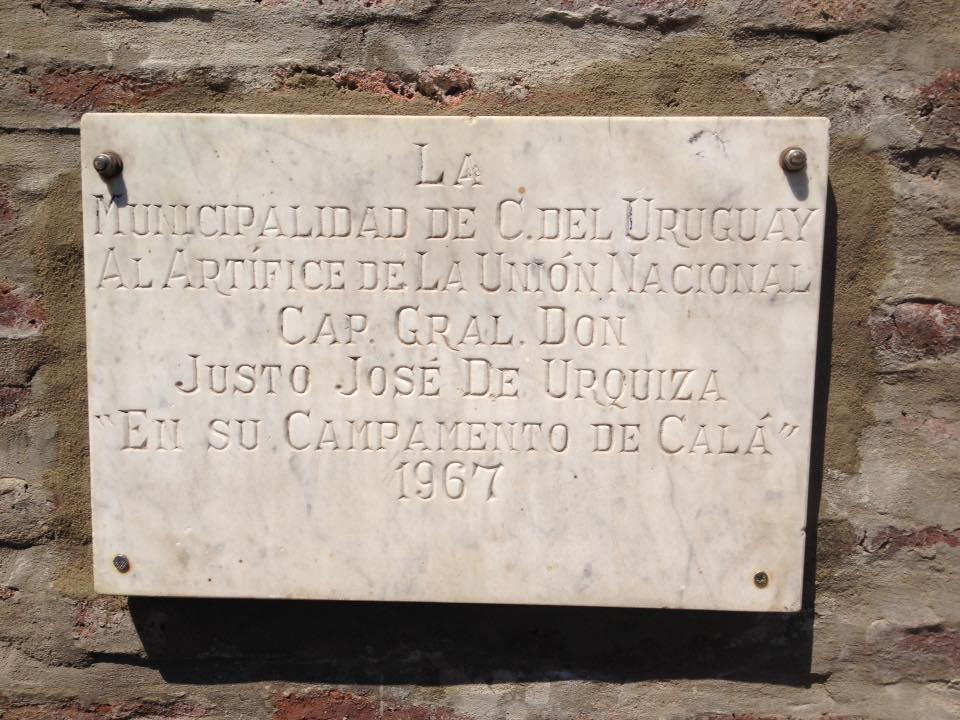 LA
MUNICIPALIDAD DE C. DEL URUGUAY
AL ARTÍFICE DE LA UNIÓN NACIONAL
CAP. GRAL. DON
JUSTO JOSÉ DE URQUIZA
"EN SU CAMPAMENTO DE CALÁ"
1967